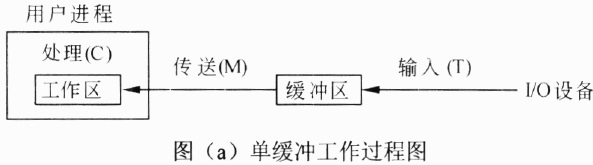 用户进程
处理(C)
工作区
传送(M)
缓冲区
输入(T)
I/O设备
图（a）单缓冲工作过程图